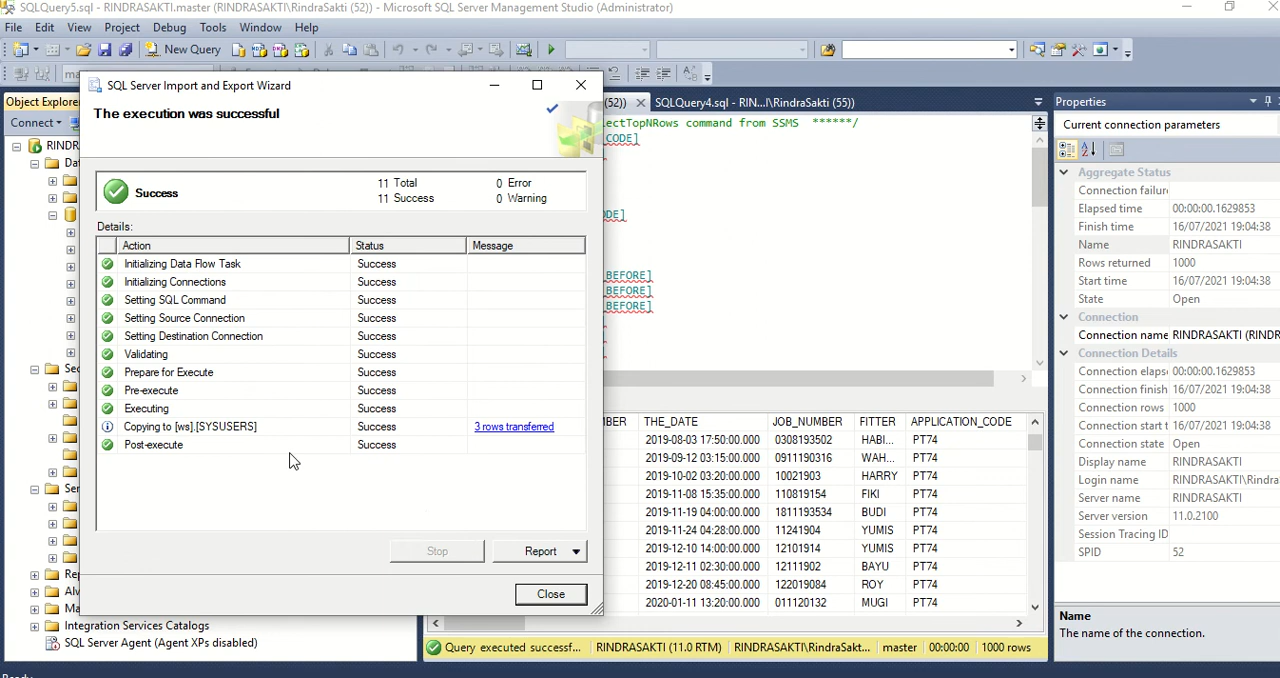 SQLQuery5.sql - RINDRASAKTI.master (RINDRASAKTI\RindraSakti (52)) - Microsoft SQL Server Management Studio (Administrator)
File Edit View Project Debug Tools Window Help
New Query
Object Explorer
SQL Server Import and Export Wizard
(52))
SQLQuery4.sql - RIN...I\RindraSakti (55))
Properties
The execution was successful
Connect
Current connection parameters
lectTopNRows command from SSMS ******/
CODE]
RINDR
Dat
Success
11 Total
0 Error
11 Success
0 Warning
DE]
Details:
Action Status Message
Initializing Data Flow Task Success
Initializing Connections Success
Setting SQL Command Success
Setting Source Connection Success
Setting Destination Connection Success
Validating Success
Prepare for Execute Success
Pre-execute Success
Executing Success
Copying to [ws].[SYSUSERS] Success 3 rows transferred
Post-execute Success
_BEFORE]
_BEFORE]
_BEFORE]
Sec
Ser
Rep
Alv
Ma
Stop
Report
Close
Integration Services Catalogs
SQL Server Agent (Agent XPs disabled)
BER THE_DATE JOB_NUMBER FITTER APPLICATION_CODE
2019-08-03 17:50:00.000 0308193502 HABI... PT74
2019-09-12 03:15:00.000 0911190316 WAH... PT74
2019-10-02 03:20:00.000 10021903 HARRY PT74
2019-11-08 15:35:00.000 110819154 FIKI PT74
2019-11-19 04:00:00.000 1811193534 BUDI PT74
2019-11-24 04:28:00.000 11241904 YUMIS PT74
2019-12-10 14:00:00.000 12101914 YUMIS PT74
2019-12-11 02:30:00.000 12111902 BAYU PT74
2019-12-20 08:45:00.000 122019084 ROY PT74
2020-01-11 13:20:00.000 011120132 MUGI PT74
Query executed successf... RINDRASAKTI (11.0 RTM) RINDRASAKTI\RindraSakt... master 00:00:00 1000 rows
Aggregate Status
Connection failure
Elapsed time 00:00:00.1629853
Finish time 16/07/2021 19:04:38
Name RINDRASAKTI
Rows returned 1000
Start time 16/07/2021 19:04:38
State Open
Connection
Connection name RINDRASAKTI (RINDR
Connection Details
Connection elaps 00:00:00.1629853
Connection finish 16/07/2021 19:04:38
Connection rows 1000
Connection start t 16/07/2021 19:04:38
Connection state Open
Display name RINDRASAKTI
Login name RINDRASAKTI\Rindra
Server name RINDRASAKTI
Server version 11.0.2100
Session Tracing ID
SPID 52
Name
The name of the connection.